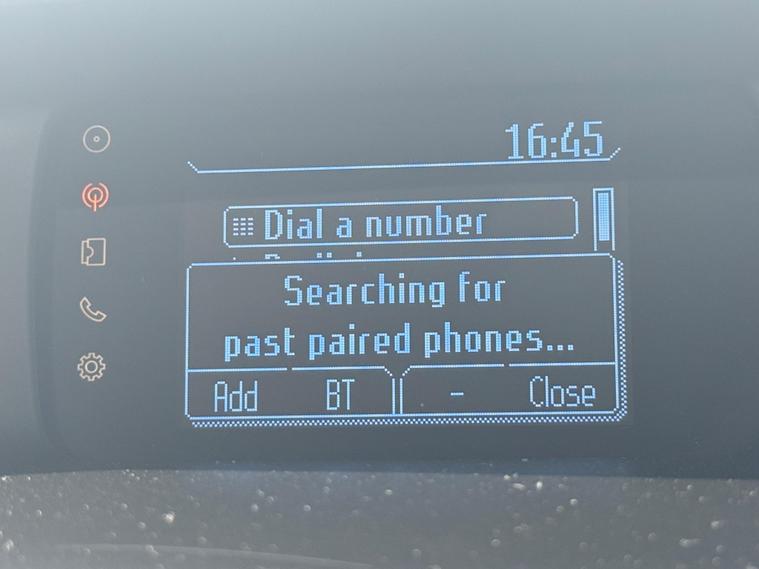 16:45
Dial a number
Searching for
past paired phones...
Add BT - Close